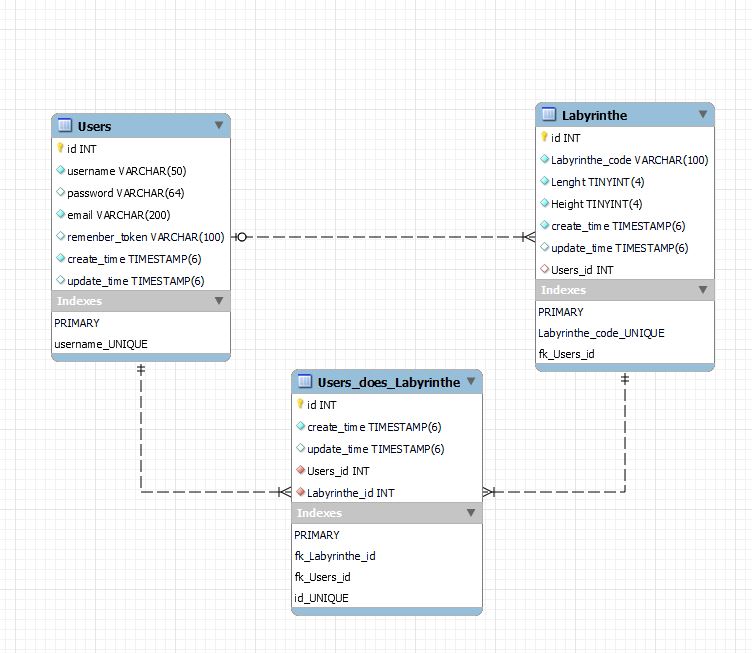 Users
id INT
username VARCHAR(50)
password VARCHAR(64)
email VARCHAR(200)
remenber_token VARCHAR(100)
create_time TIMESTAMP(6)
update_time TIMESTAMP(6)
Indexes
PRIMARY
username_UNIQUE
Labyrinthe
id INT
Labyrinthe_code VARCHAR(100)
Lenght TINYINT(4)
Height TINYINT(4)
create_time TIMESTAMP(6)
update_time TIMESTAMP(6)
Users_id INT
Indexes
PRIMARY
Labyrinthe_code_UNIQUE
fk_Users_id
Users_does_Labyrinthe
id INT
create_time TIMESTAMP(6)
update_time TIMESTAMP(6)
Users_id INT
Labyrinthe_id INT
Indexes
PRIMARY
fk_Labyrinthe_id
fk_Users_id
id_UNIQUE